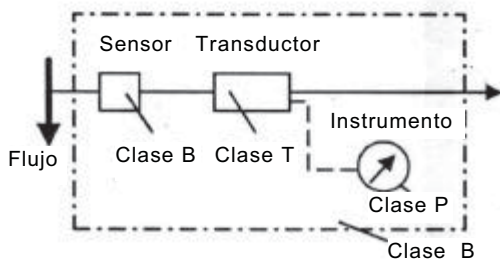 Sensor Transductor
Instrumento
Flujo
Clase B Clase T
Clase P
Clase B